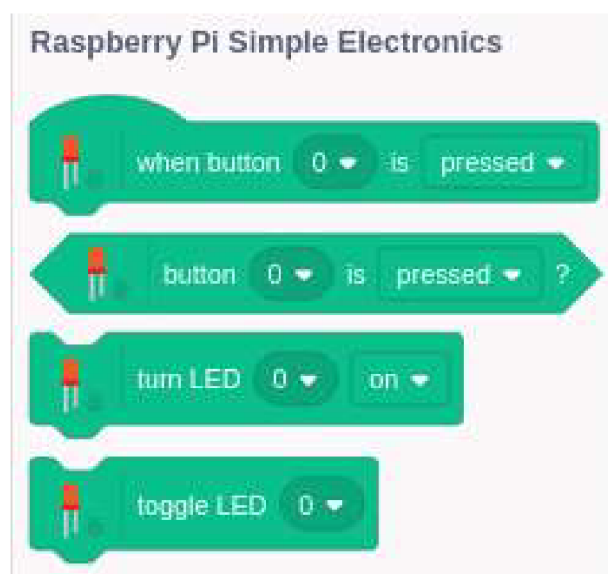 Raspberry Pi Simple Electronics
when button 0 is pressed
button 0 is pressed ?
turn LED 0 on
toggle LED 0